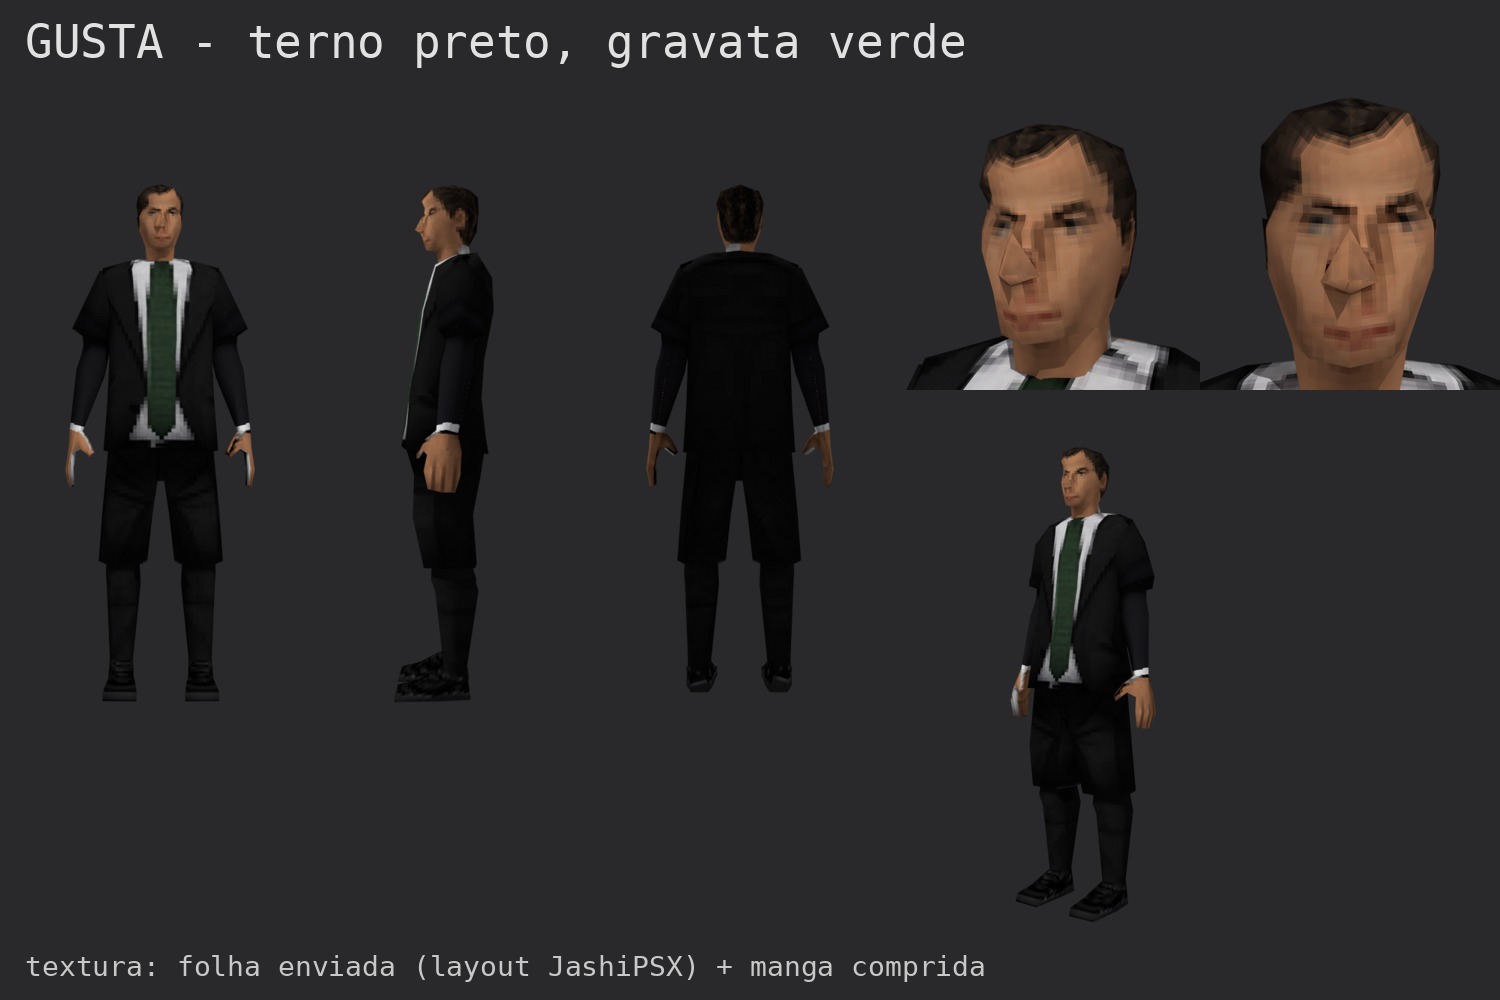 GUSTA - terno preto, gravata verde
textura: folha enviada (layout JashiPSX) + manga comprida